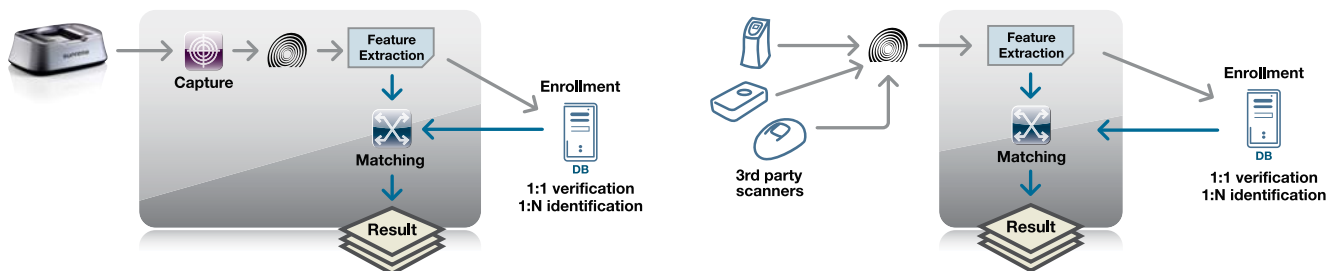 Suprema
Capture
Feature
Extraction
Matching
Enrollment
DB
1:1 verification
1:N identification
Result
3rd party
scanners
Feature
Extraction
Matching
Enrollment
DB
1:1 verification
1:N identification
Result